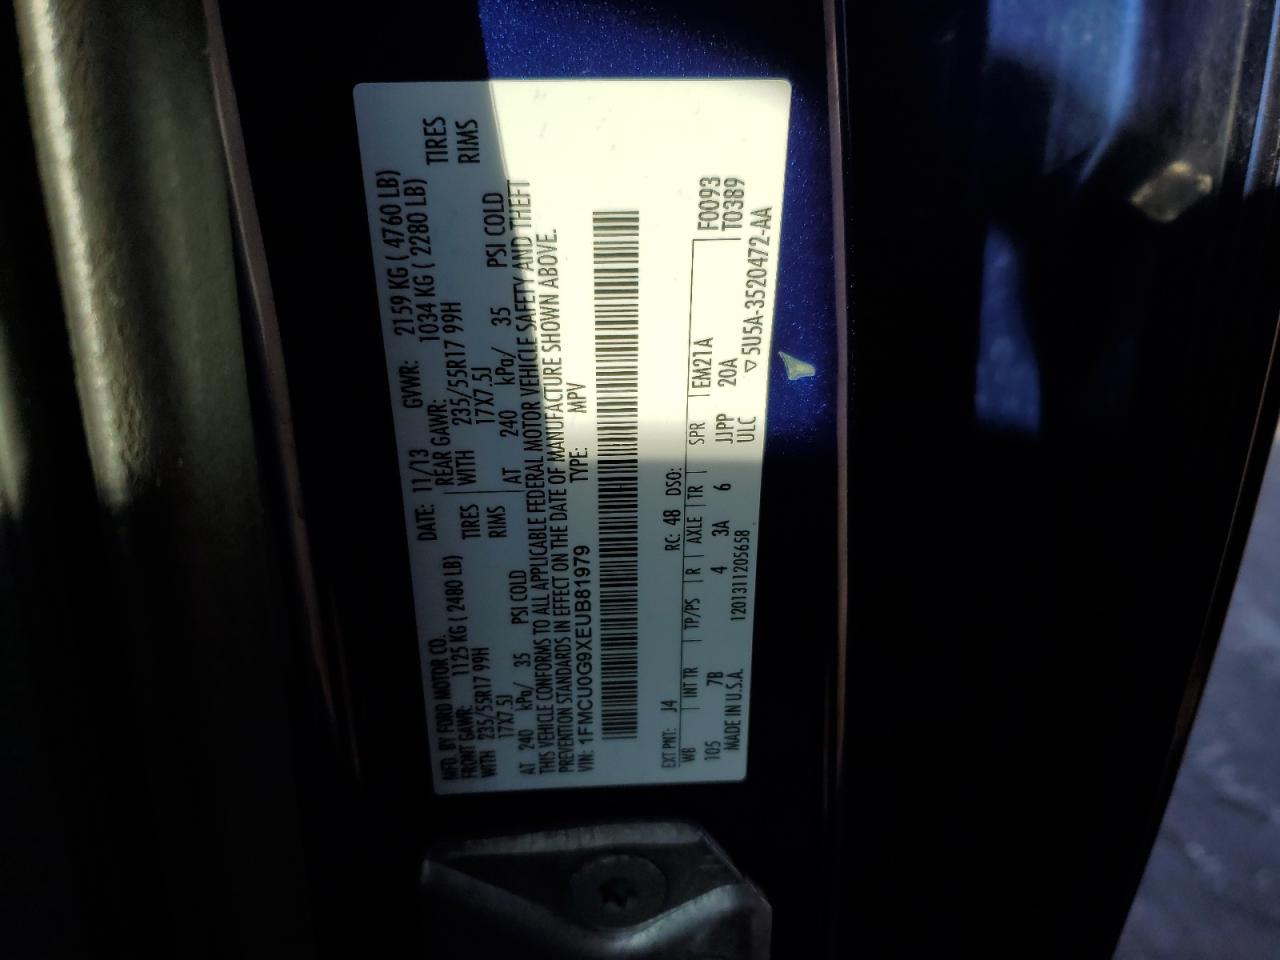 MFD. BY FORD MOTOR CO. DATE: 11/13 GVWR: 2159 KG ( 4760 LB)
FRONT GAWR: 1125 KG ( 2480 LB) REAR GAWR: 1034 KG ( 2280 LB)
WITH 235/55R17 99H TIRES WITH 235/55R17 99H TIRES
17X7.5J RIMS 17X7.5J RIMS
AT 240 kPa/ 35 PSI COLD AT 240 kPa/ 35 PSI COLD
THIS VEHICLE CONFORMS TO ALL APPLICABLE FEDERAL MOTOR VEHICLE SAFETY AND THEFT
PREVENTION STANDARDS IN EFFECT ON THE DATE OF MANUFACTURE SHOWN ABOVE.
VIN: 1FMCU0G9XEUB81979 TYPE: MPV
EXT PNT: J4 RC: 48 DSO: F0093
WB INT TR TP/PS R AXLE TR SPR EM21A T0389
105 7B 4 3A 6 JJPP 20A
MADE IN U.S.A. 1201311205658 ULC ▽5U5A-3520472-AA